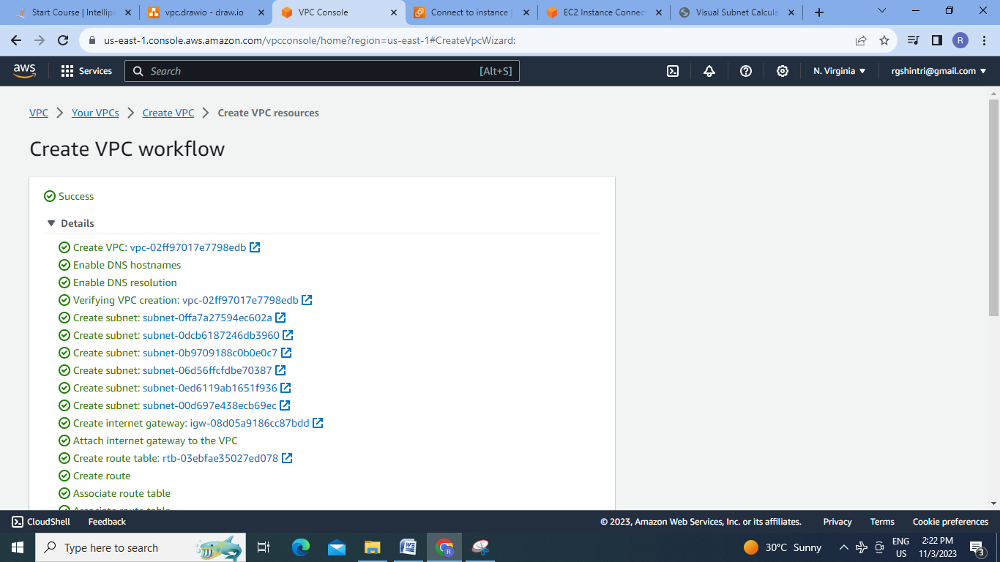 Start Course | Intellipa
vpc.drawio - draw.io
VPC Console
Connect to instance |
EC2 Instance Connect
Visual Subnet Calcula
us-east-1.console.aws.amazon.com/vpcconsole/home?region=us-east-1#CreateVpcWizard:
R
aws
Services
Search
[Alt+S]
N. Virginia
rgshintri@gmail.com
VPC
Your VPCs
Create VPC
Create VPC resources
Create VPC workflow
Success
Details
Create VPC: vpc-02ff97017e7798edb
Enable DNS hostnames
Enable DNS resolution
Verifying VPC creation: vpc-02ff97017e7798edb
Create subnet: subnet-0ffa7a27594ec602a
Create subnet: subnet-0dcb6187246db3960
Create subnet: subnet-0b9709188c0b0e0c7
Create subnet: subnet-06d56ffcfdbe70387
Create subnet: subnet-0ed6119ab1651f936
Create subnet: subnet-00d697e438ecb69ec
Create internet gateway: igw-08d05a9186cc87bdd
Attach internet gateway to the VPC
Create route table: rtb-03ebfae35027ed078
Create route
Associate route table
Associate route table
CloudShell
Feedback
© 2023, Amazon Web Services, Inc. or its affiliates.
Privacy
Terms
Cookie preferences
Type here to search
R
30°C Sunny
ENG
US
2:22 PM
11/3/2023
3